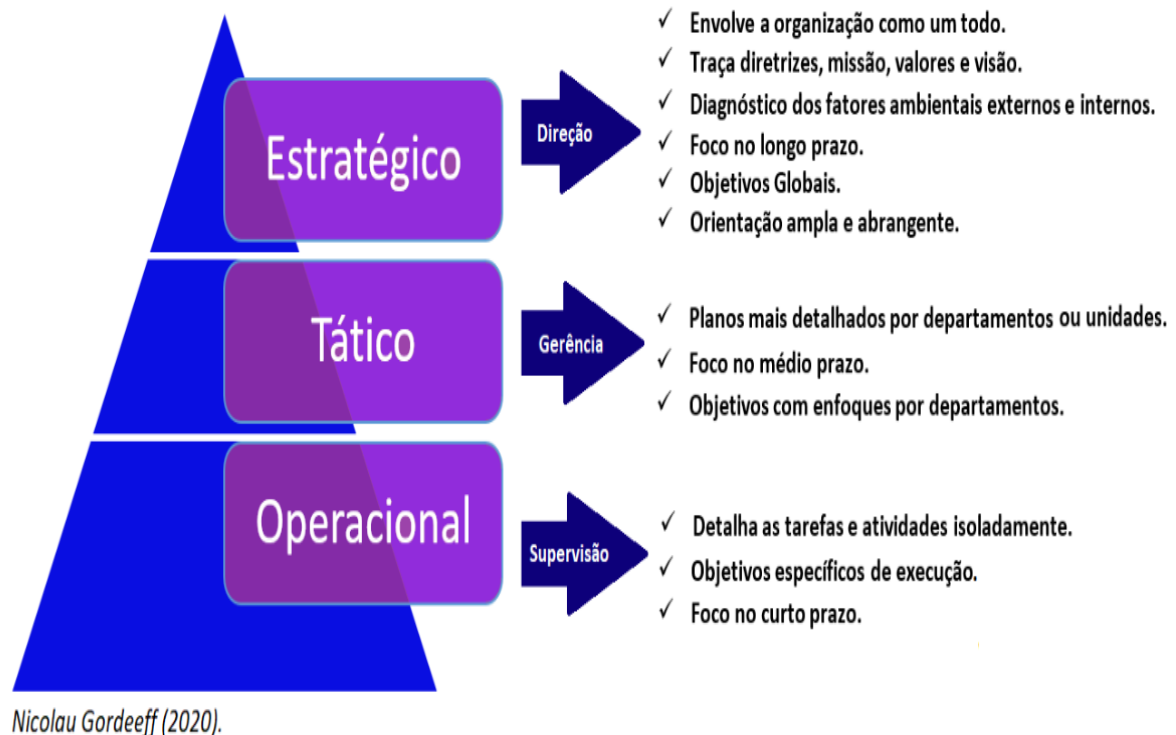 Estratégico
Direção
✓ Envolve a organização como um todo.
✓ Traça diretrizes, missão, valores e visão.
✓ Diagnóstico dos fatores ambientais externos e internos.
✓ Foco no longo prazo.
✓ Objetivos Globais.
✓ Orientação ampla e abrangente.
Tático
Gerência
✓ Planos mais detalhados por departamentos ou unidades.
✓ Foco no médio prazo.
✓ Objetivos com enfoques por departamentos.
Operacional
Supervisão
✓ Detalha as tarefas e atividades isoladamente.
✓ Objetivos específicos de execução.
✓ Foco no curto prazo.
Nicolau Gordeeff (2020).